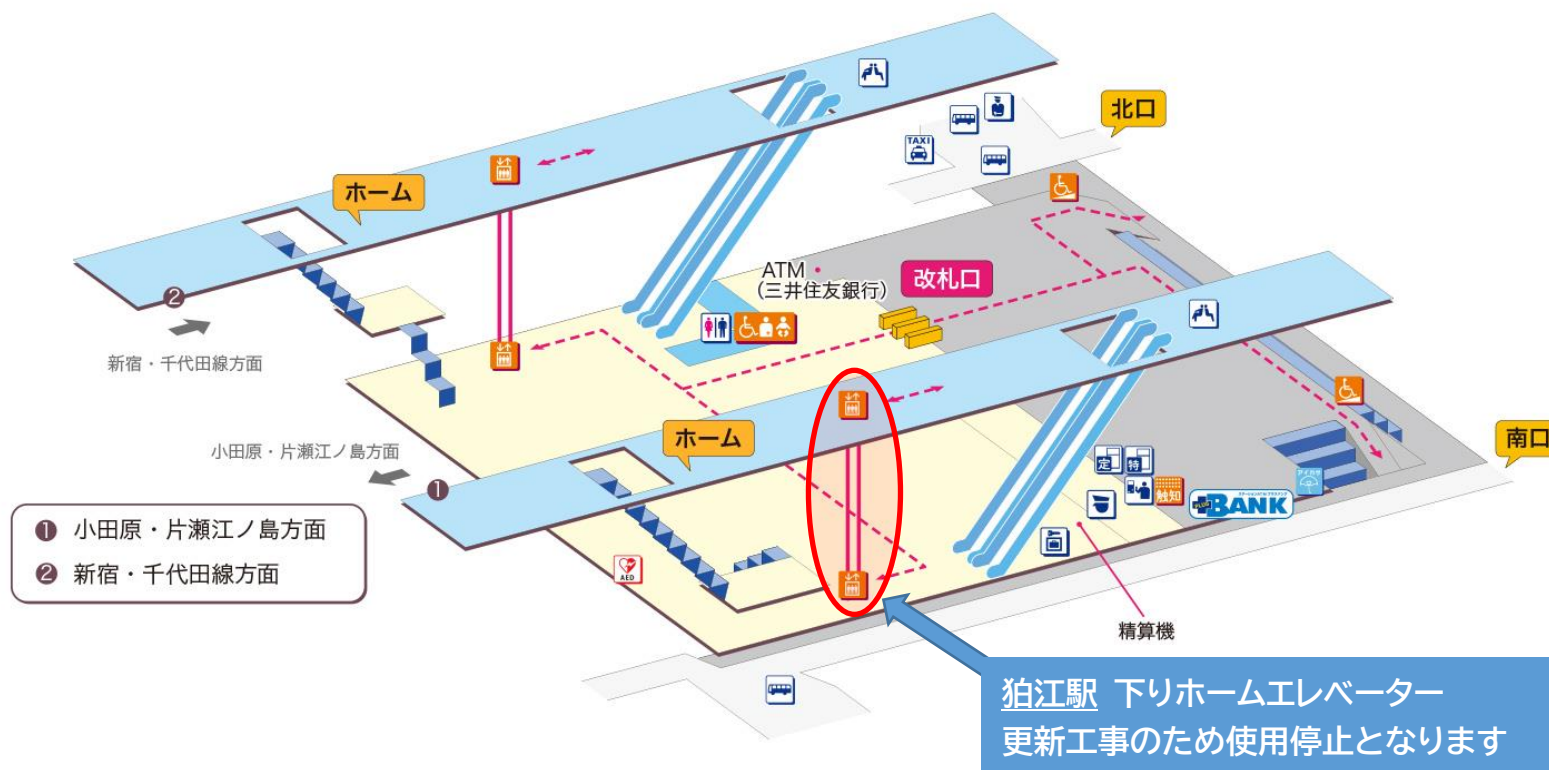 北口
TAXI
ホーム
ATM
(三井住友銀行)
改札口
❷
新宿・千代田線方面
小田原・片瀬江ノ島方面
❶
ホーム
南口
定
特
触知
BANK
❶ 小田原・片瀬江ノ島方面
❷ 新宿・千代田線方面
AED
精算機
狛江駅 下りホームエレベーター
更新工事のため使用停止となります